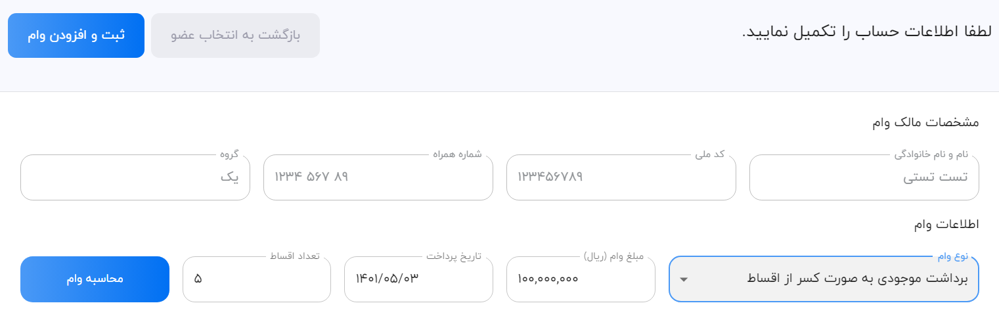 لطفا اطلاعات حساب را تکمیل نمایید.
بازگشت به انتخاب عضو
ثبت و افزودن وام
مشخصات مالک وام
نام و نام خانوادگی
تست تستی
کد ملی
۱۲۳۴۵۶۷۸۹
شماره همراه
۱۲۳۴ ۵۶۷ ۸۹
گروه
یک
اطلاعات وام
نوع وام
برداشت موجودی به صورت کسر از اقساط
مبلغ وام (ریال)
۱۰۰,۰۰۰,۰۰۰
تاریخ پرداخت
۱۴۰۱/۰۵/۰۳
تعداد اقساط
۵
محاسبه وام